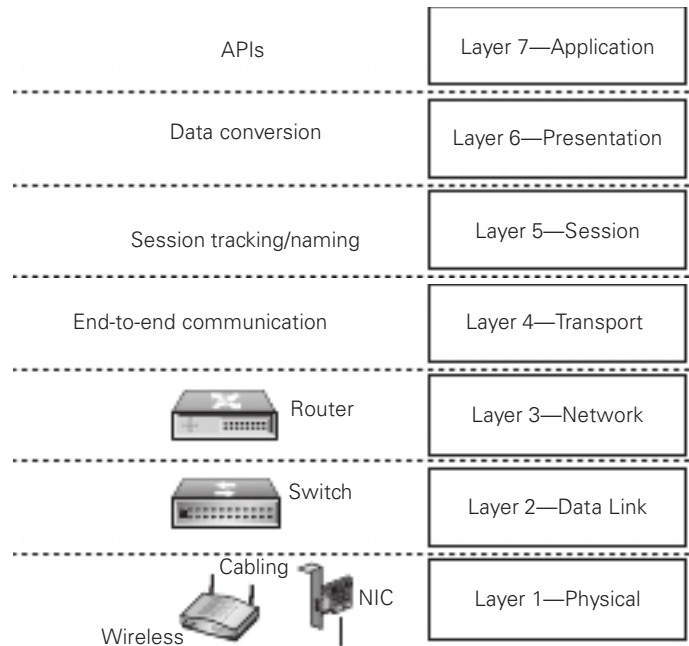 APIs
Layer 7—Application
Data conversion
Layer 6—Presentation
Session tracking/naming
Layer 5—Session
End-to-end communication
Layer 4—Transport
Router
Layer 3—Network
Switch
Layer 2—Data Link
Cabling
NIC
Wireless
Layer 1—Physical